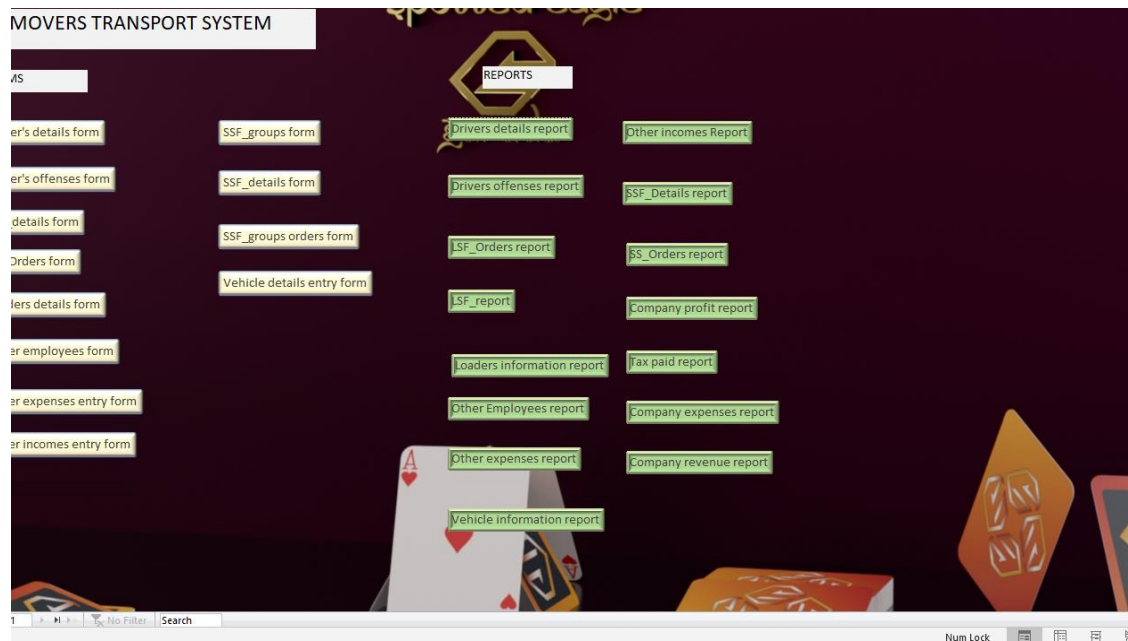 MOVERS TRANSPORT SYSTEM
spotted eagle
MS
er's details form
er's offenses form
_details form
Orders form
ders details form
er employees form
er expenses entry form
er incomes entry form
SSF_groups form
SSF_details form
SSF_groups orders form
Vehicle details entry form
REPORTS
Drivers details report
Drivers offenses report
LSF_Orders report
LSF_report
Loaders information report
Other Employees report
Other expenses report
Vehicle information report
Other incomes Report
SSF_Details report
SS_Orders report
Company profit report
Tax paid report
Company expenses report
Company revenue report
A
A
1
No Filter
Search
Num Lock